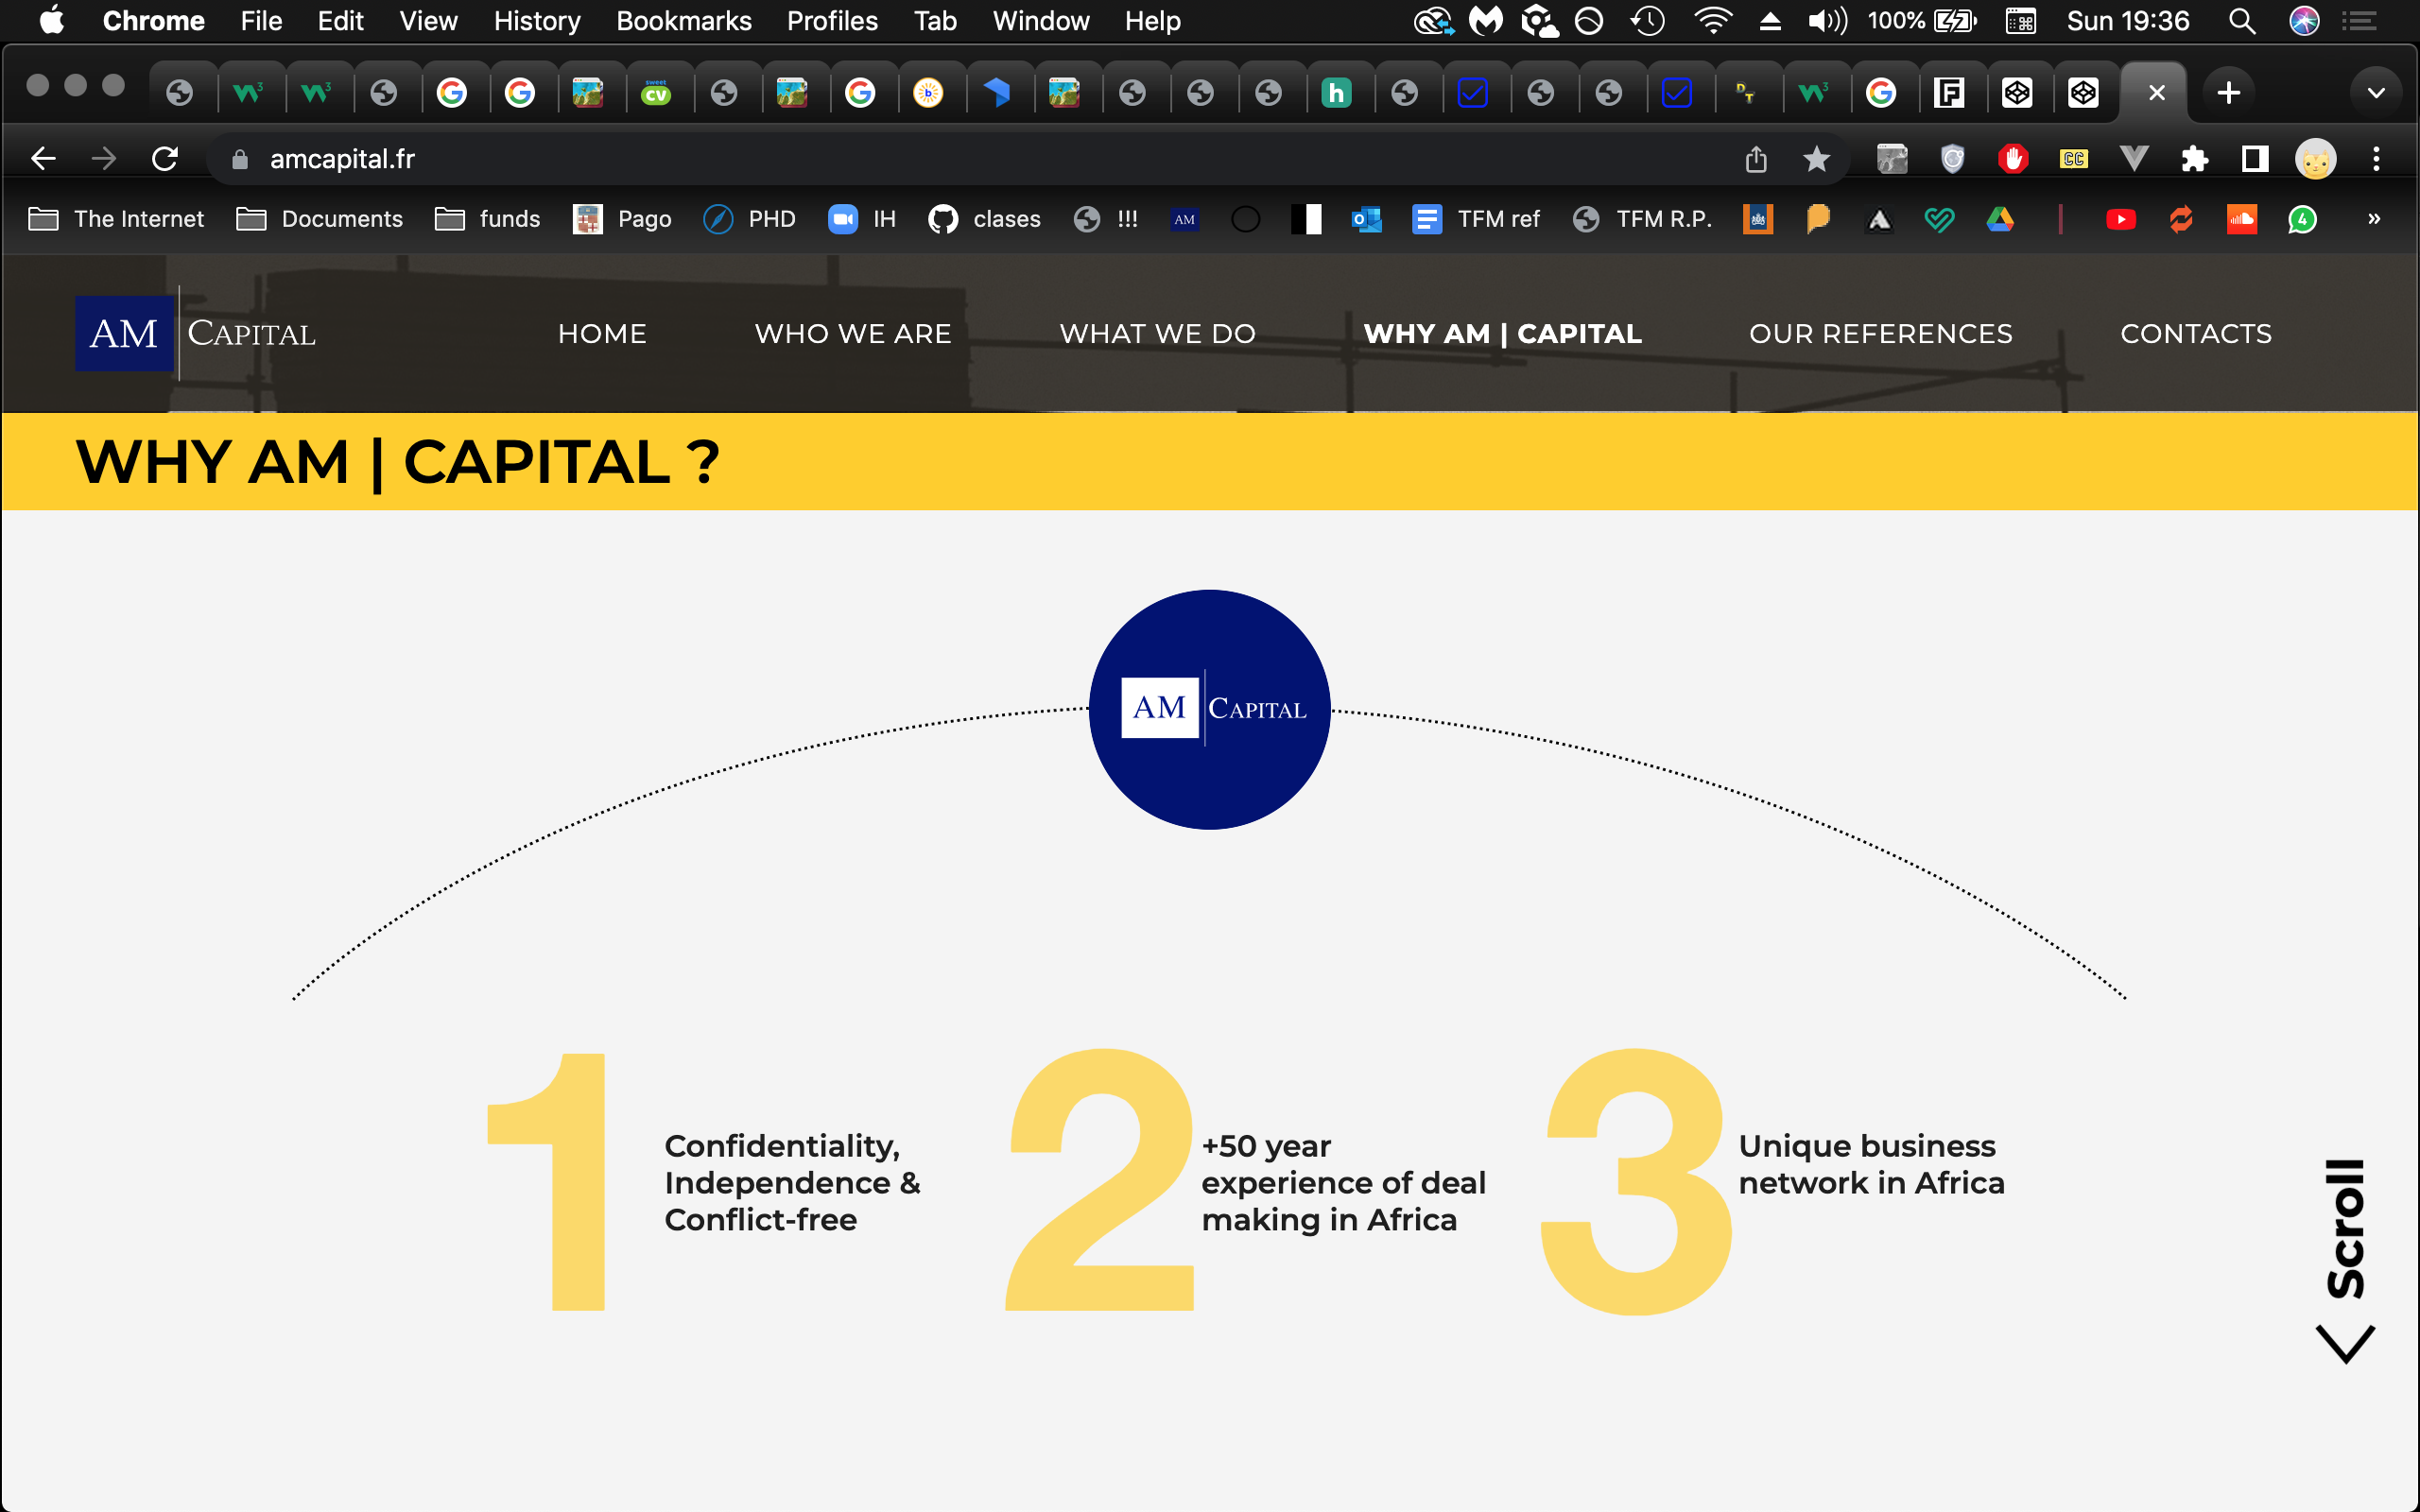 Chrome File Edit View History Bookmarks Profiles Tab Window Help 100% Sun 19:36
amcapital.fr
The Internet Documents funds Pago PHD IH clases !!! AM TFM ref TFM R.P. 4 »
AM CAPITAL HOME WHO WE ARE WHAT WE DO WHY AM | CAPITAL OUR REFERENCES CONTACTS
WHY AM | CAPITAL ?
AM CAPITAL
1
Confidentiality,
Independence &
Conflict-free
2
+50 year
experience of deal
making in Africa
3
Unique business
network in Africa
Scroll